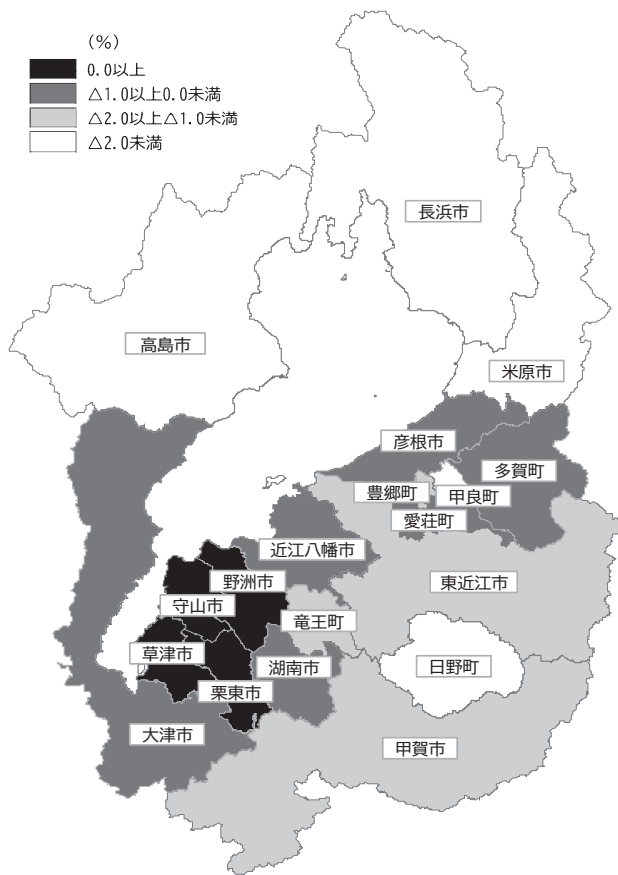 (%)
0.0以上
△1.0以上0.0未満
△2.0以上△1.0未満
△2.0未満
長浜市
高島市
米原市
彦根市
多賀町
豊郷町
甲良町
愛荘町
近江八幡市
野洲市
東近江市
守山市
竜王町
草津市
湖南市
日野町
栗東市
大津市
甲賀市